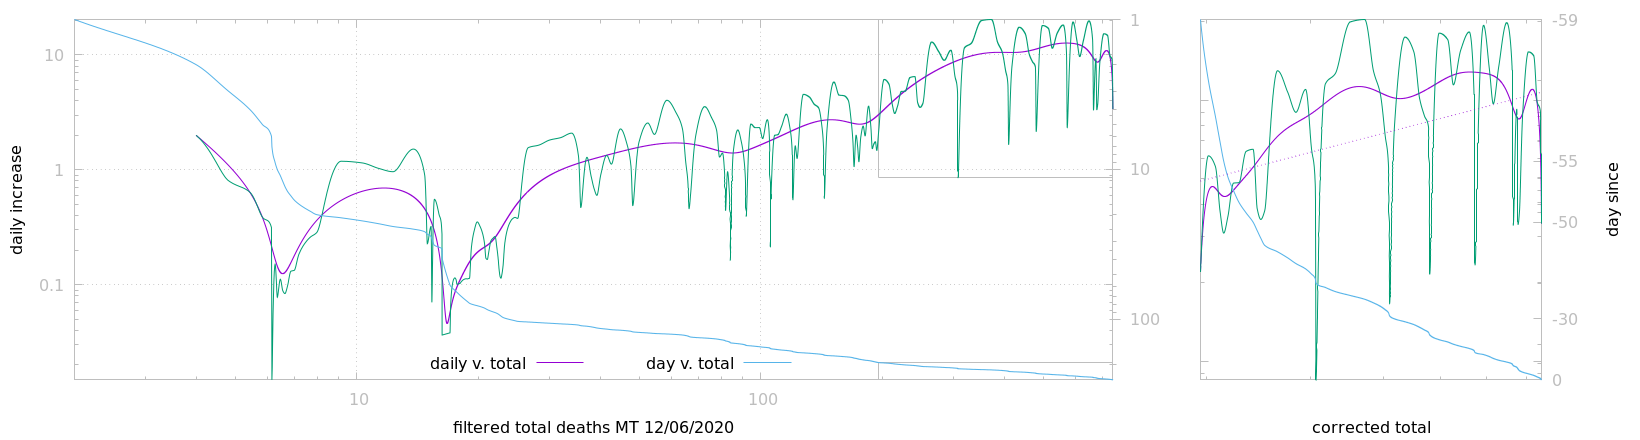 daily increase
10
1
0.1
daily v. total
day v. total
10
100
filtered total deaths MT 12/06/2020
1
10
100
-59
-55
-50
-30
0
day since
corrected total